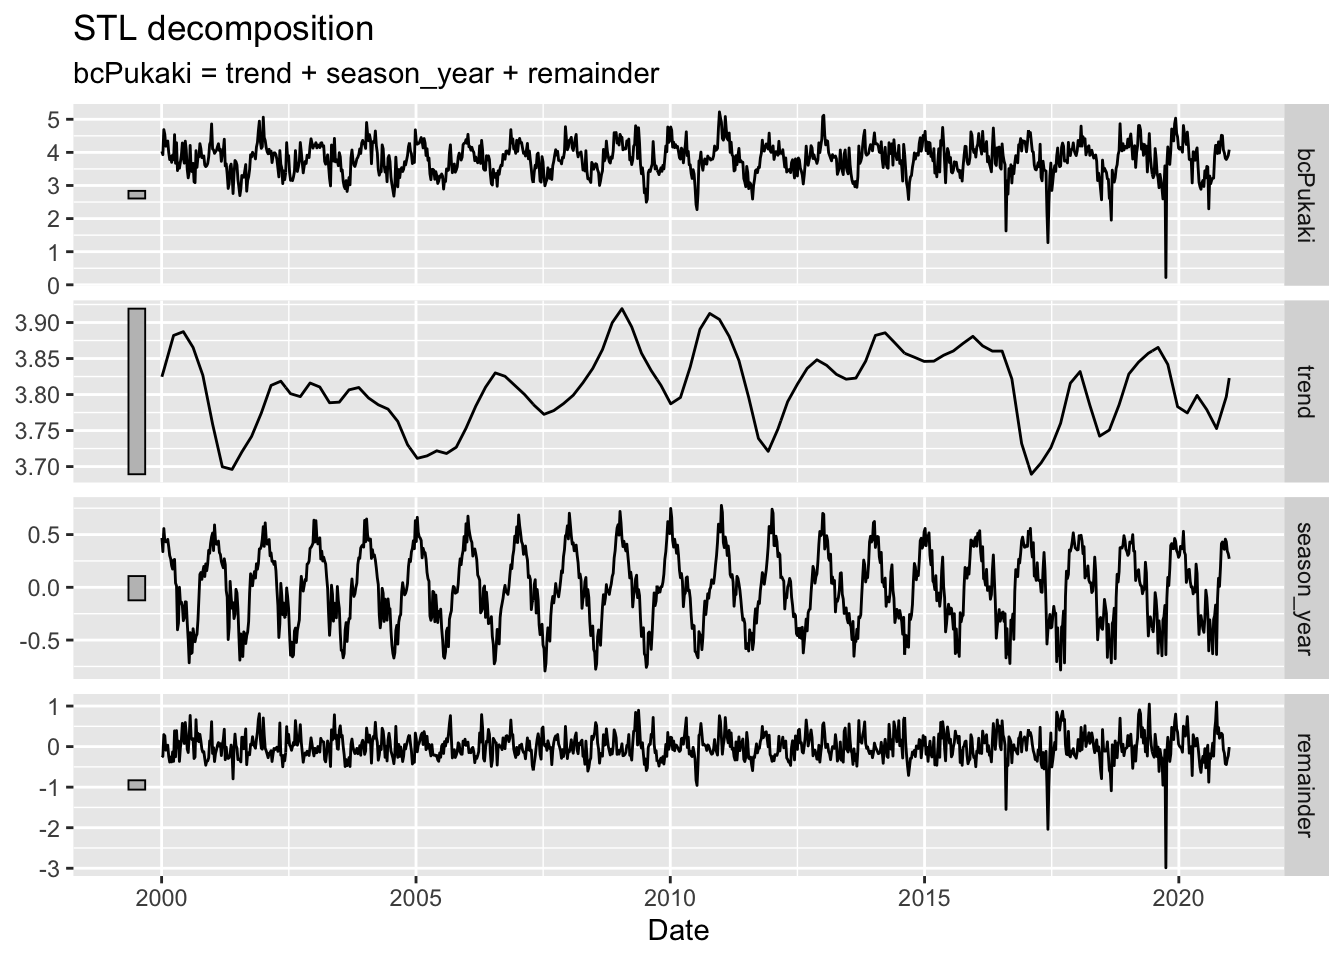 STL decomposition
bcPukaki = trend + season_year + remainder
5
4
3
2
1
0
bcPukaki
3.90
3.85
3.80
3.75
3.70
trend
0.5
0.0
-0.5
season_year
1
0
-1
-2
-3
remainder
2000 2005 2010 2015 2020
Date